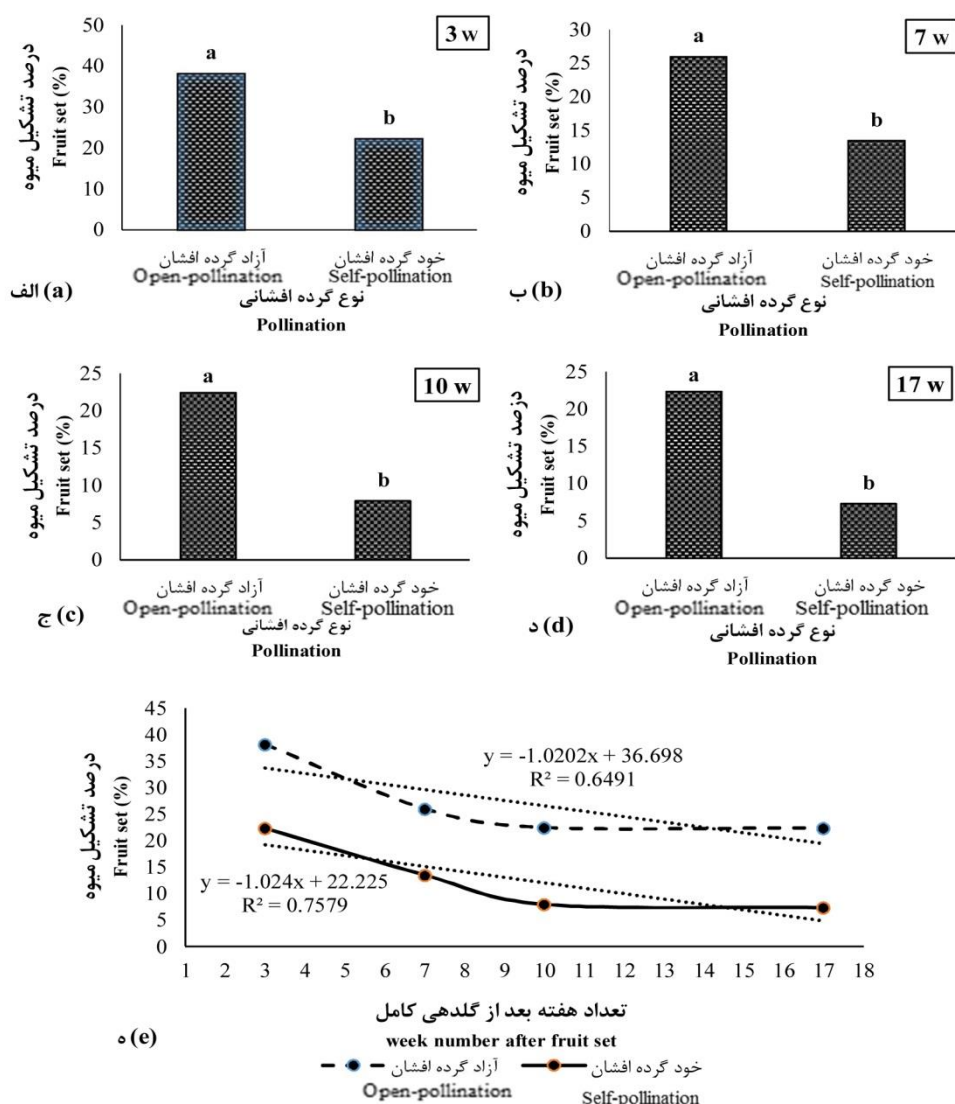 درصد تشکیل میوه
Fruit set (%)
50
40
30
20
10
0
3 w
a
b
آزاد گرده افشان
Open-pollination
خود گرده افشان
Self-pollination
نوع گرده افشانی
Pollination
الف (a)
درصد تشکیل میوه
Fruit set (%)
30
25
20
15
10
5
0
7 w
a
b
آزاد گرده افشان
Open-pollination
خود گرده افشان
Self-pollination
نوع گرده افشانی
Pollination
ب (b)
درصد تشکیل میوه
Fruit set (%)
25
20
15
10
5
0
10 w
a
b
آزاد گرده افشان
Open-pollination
خود گرده افشان
Self-pollination
نوع گرده افشانی
Pollination
ج (c)
دزصد تشکیل میوه
Fruit set (%)
25
20
15
10
5
0
17 w
a
b
آزاد گرده افشان
Open-pollination
خود گرده افشان
Self-pollination
نوع گرده افشانی
Pollination
د (d)
درصد تشکیل میوه
Fruit set (%)
45
40
35
30
25
20
15
10
5
0
y = -1.0202x + 36.698
R² = 0.6491
y = -1.024x + 22.225
R² = 0.7579
1 2 3 4 5 6 7 8 9 10 11 12 13 14 15 16 17 18
تعداد هفته بعد از گلدهی کامل
week number after fruit set
ه (e)
آزاد گرده افشان
Open-pollination
خود گرده افشان
Self-pollination